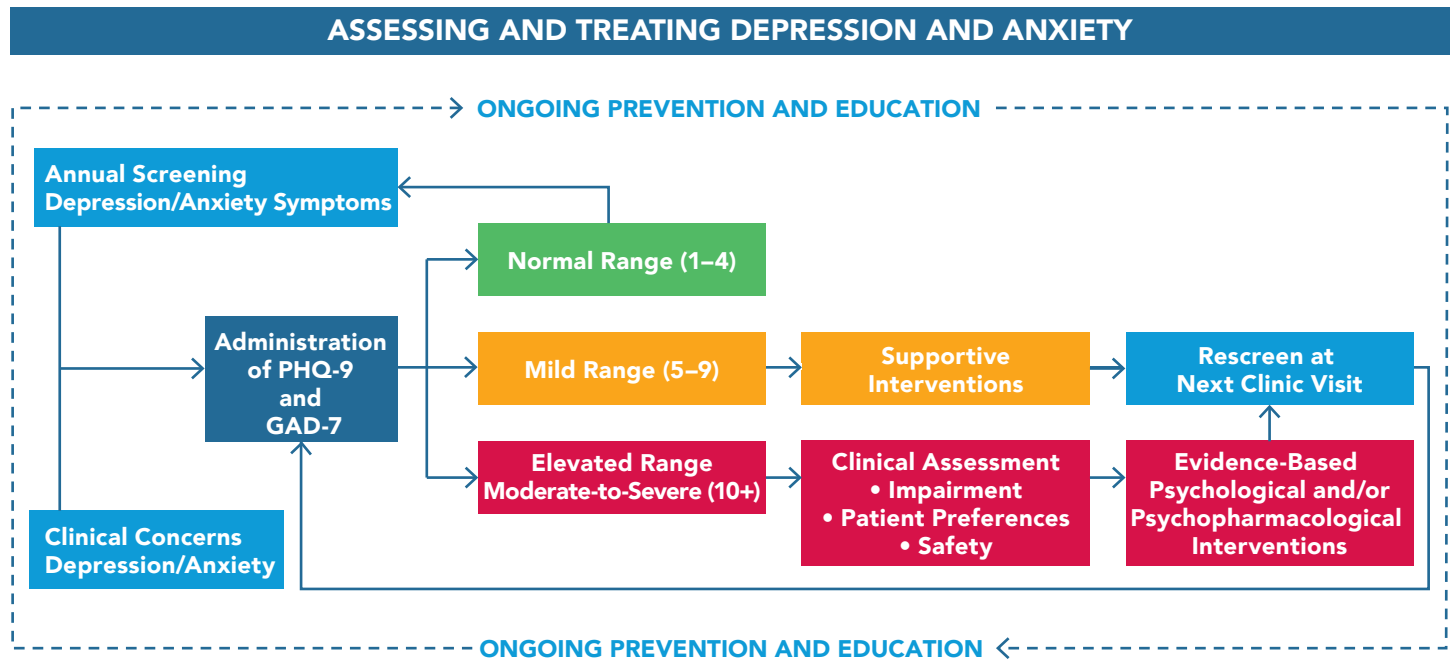 ASSESSING AND TREATING DEPRESSION AND ANXIETY
ONGOING PREVENTION AND EDUCATION
Annual Screening
Depression/Anxiety Symptoms
Normal Range (1–4)
Administration
of PHQ-9
and
GAD-7
Mild Range (5–9)
Supportive
Interventions
Rescreen at
Next Clinic Visit
Elevated Range
Moderate-to-Severe (10+)
Clinical Assessment
• Impairment
• Patient Preferences
• Safety
Evidence-Based
Psychological and/or
Psychopharmacological
Interventions
Clinical Concerns
Depression/Anxiety
ONGOING PREVENTION AND EDUCATION